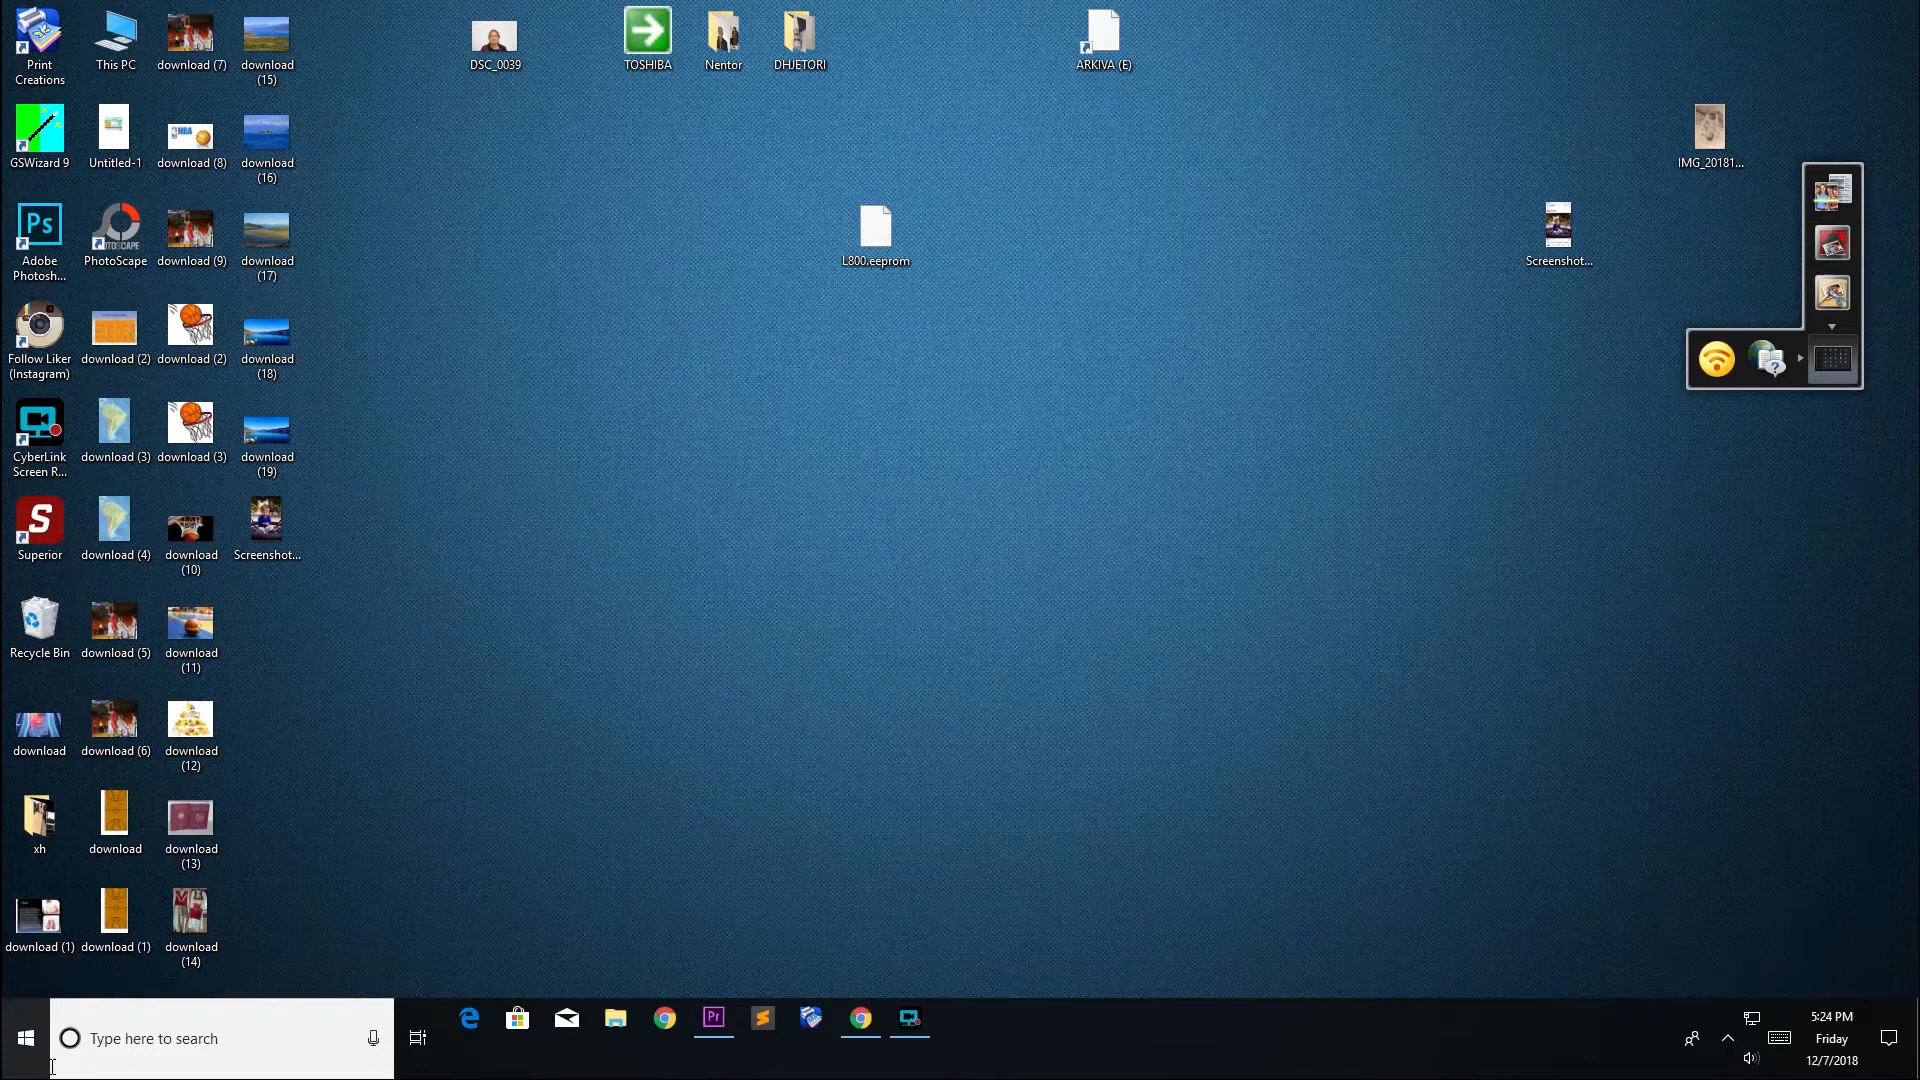 Print
Creations
This PC
download (7)
download
(15)
DSC_0039
TOSHIBA
Nentor
DHJETORI
ARKIVA (E)
GSWizard 9
Untitled-1
NBA
download (8)
download
(16)
IMG_20181...
Ps
Adobe
Photosh...
PhotoScape
download (9)
download
(17)
L800.eeprom
Screenshot...
Follow Liker
(Instagram)
download (2)
download (2)
download
(18)
CyberLink
Screen R...
download (3)
download (3)
download
(19)
S
Superior
download (4)
download
(10)
Screenshot...
Recycle Bin
download (5)
download
(11)
download
download (6)
download
(12)
xh
download
download
(13)
download (1)
download (1)
download
(14)
Type here to search
Pr
5:24 PM
Friday
12/7/2018